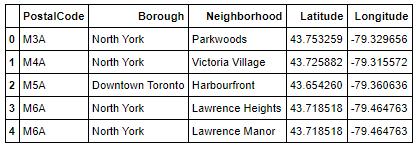 PostalCode Borough Neighborhood Latitude Longitude
0 M3A North York Parkwoods 43.753259 -79.329656
1 M4A North York Victoria Village 43.725882 -79.315572
2 M5A Downtown Toronto Harbourfront 43.654260 -79.360636
3 M6A North York Lawrence Heights 43.718518 -79.464763
4 M6A North York Lawrence Manor 43.718518 -79.464763